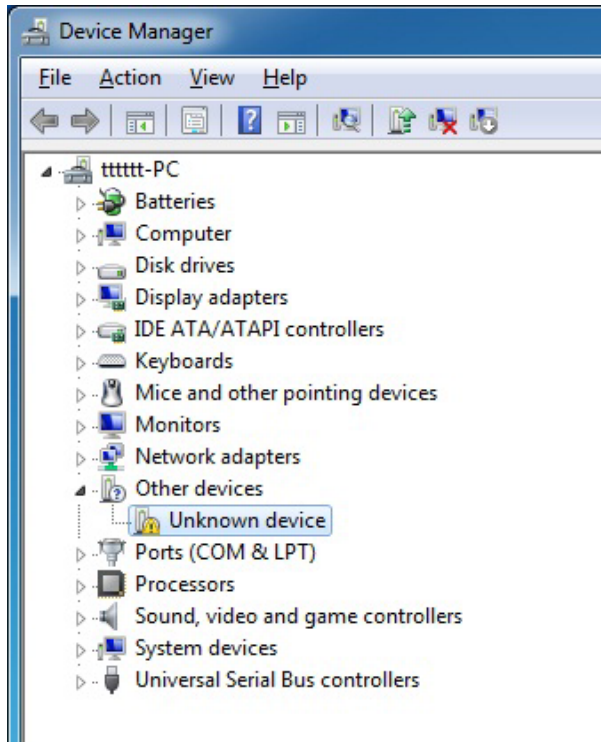 Device Manager
File Action View Help
tttttt-PC
Batteries
Computer
Disk drives
Display adapters
IDE ATA/ATAPI controllers
Keyboards
Mice and other pointing devices
Monitors
Network adapters
Other devices
Unknown device
Ports (COM & LPT)
Processors
Sound, video and game controllers
System devices
Universal Serial Bus controllers